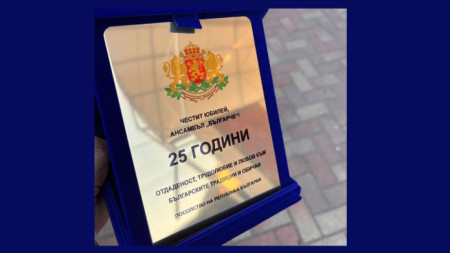 ЧЕСТИТ ЮБИЛЕЙ,
АНСАМБЪЛ „БЪЛГАРЧЕ“!
25 ГОДИНИ
ОТДАДЕНОСТ, ТРУДОЛЮБИЕ И ЛЮБОВ КЪМ
БЪЛГАРСКИТЕ ТРАДИЦИИ И ОБИЧАИ
ПОСОЛСТВО НА РЕПУБЛИКА БЪЛГАРИЯ